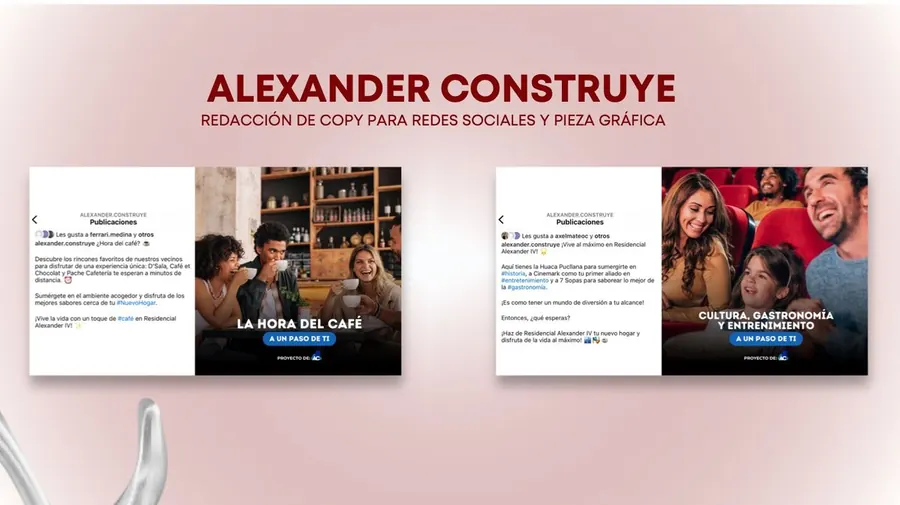 ALEXANDER CONSTRUYE
REDACCIÓN DE COPY PARA REDES SOCIALES Y PIEZA GRÁFICA
ALEXANDER.CONSTRUYE
Publicaciones
Les gusta a ferrari.medina y otros
alexander.construye ¿Hora del café? ☕
Descubre los rincones favoritos de nuestros vecinos
para disfrutar de una experiencia única: D'Sala, Café et
Chocolat y Pache Cafetería te esperan a minutos de
distancia. ⏰
Sumérgete en el ambiente acogedor y disfruta de los
mejores sabores cerca de tu #NuevoHogar.
¡Vive la vida con un toque de #café en Residencial
Alexander IV! ✨
LA HORA DEL CAFÉ
A UN PASO DE TI
PROYECTO DE: AC
ALEXANDER.CONSTRUYE
Publicaciones
Les gusta a axelmateoc y otros
alexander.construye ¡Vive al máximo en Residencial
Alexander IV!
Aquí tienes la Huaca Pucllana para sumergirte en
#historia, a Cinemark como tu primer aliado en
#entretenimiento y a 7 Sopas para saborear lo mejor de
la #gastronomía.
¡Es como tener un mundo de diversión a tu alcance!
Entonces, ¿qué esperas?
¡Haz de Residencial Alexander IV tu nuevo hogar y
disfruta de la vida al máximo!
CULTURA, GASTRONOMÍA
Y ENTRENIMIENTO
A UN PASO DE TI
PROYECTO DE: AC